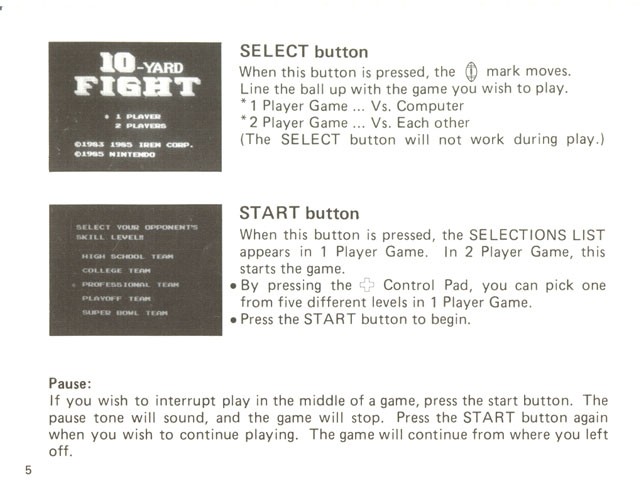 10-YARD
FIGHT
1 PLAYER
2 PLAYERS
©1983 1985 IREM CORP.
©1985 NINTENDO
SELECT button
When this button is pressed, the mark moves.
Line the ball up with the game you wish to play.
* 1 Player Game ... Vs. Computer
* 2 Player Game ... Vs. Each other
(The SELECT button will not work during play.)
SELECT YOUR OPPONENT'S
SKILL LEVEL!!
HIGH SCHOOL TEAM
COLLEGE TEAM
PROFESSIONAL TEAM
PLAYOFF TEAM
SUPER BOWL TEAM
START button
When this button is pressed, the SELECTIONS LIST
appears in 1 Player Game. In 2 Player Game, this
starts the game.
● By pressing the Control Pad, you can pick one
from five different levels in 1 Player Game.
● Press the START button to begin.
Pause:
If you wish to interrupt play in the middle of a game, press the start button. The
pause tone will sound, and the game will stop. Press the START button again
when you wish to continue playing. The game will continue from where you left
off.
5